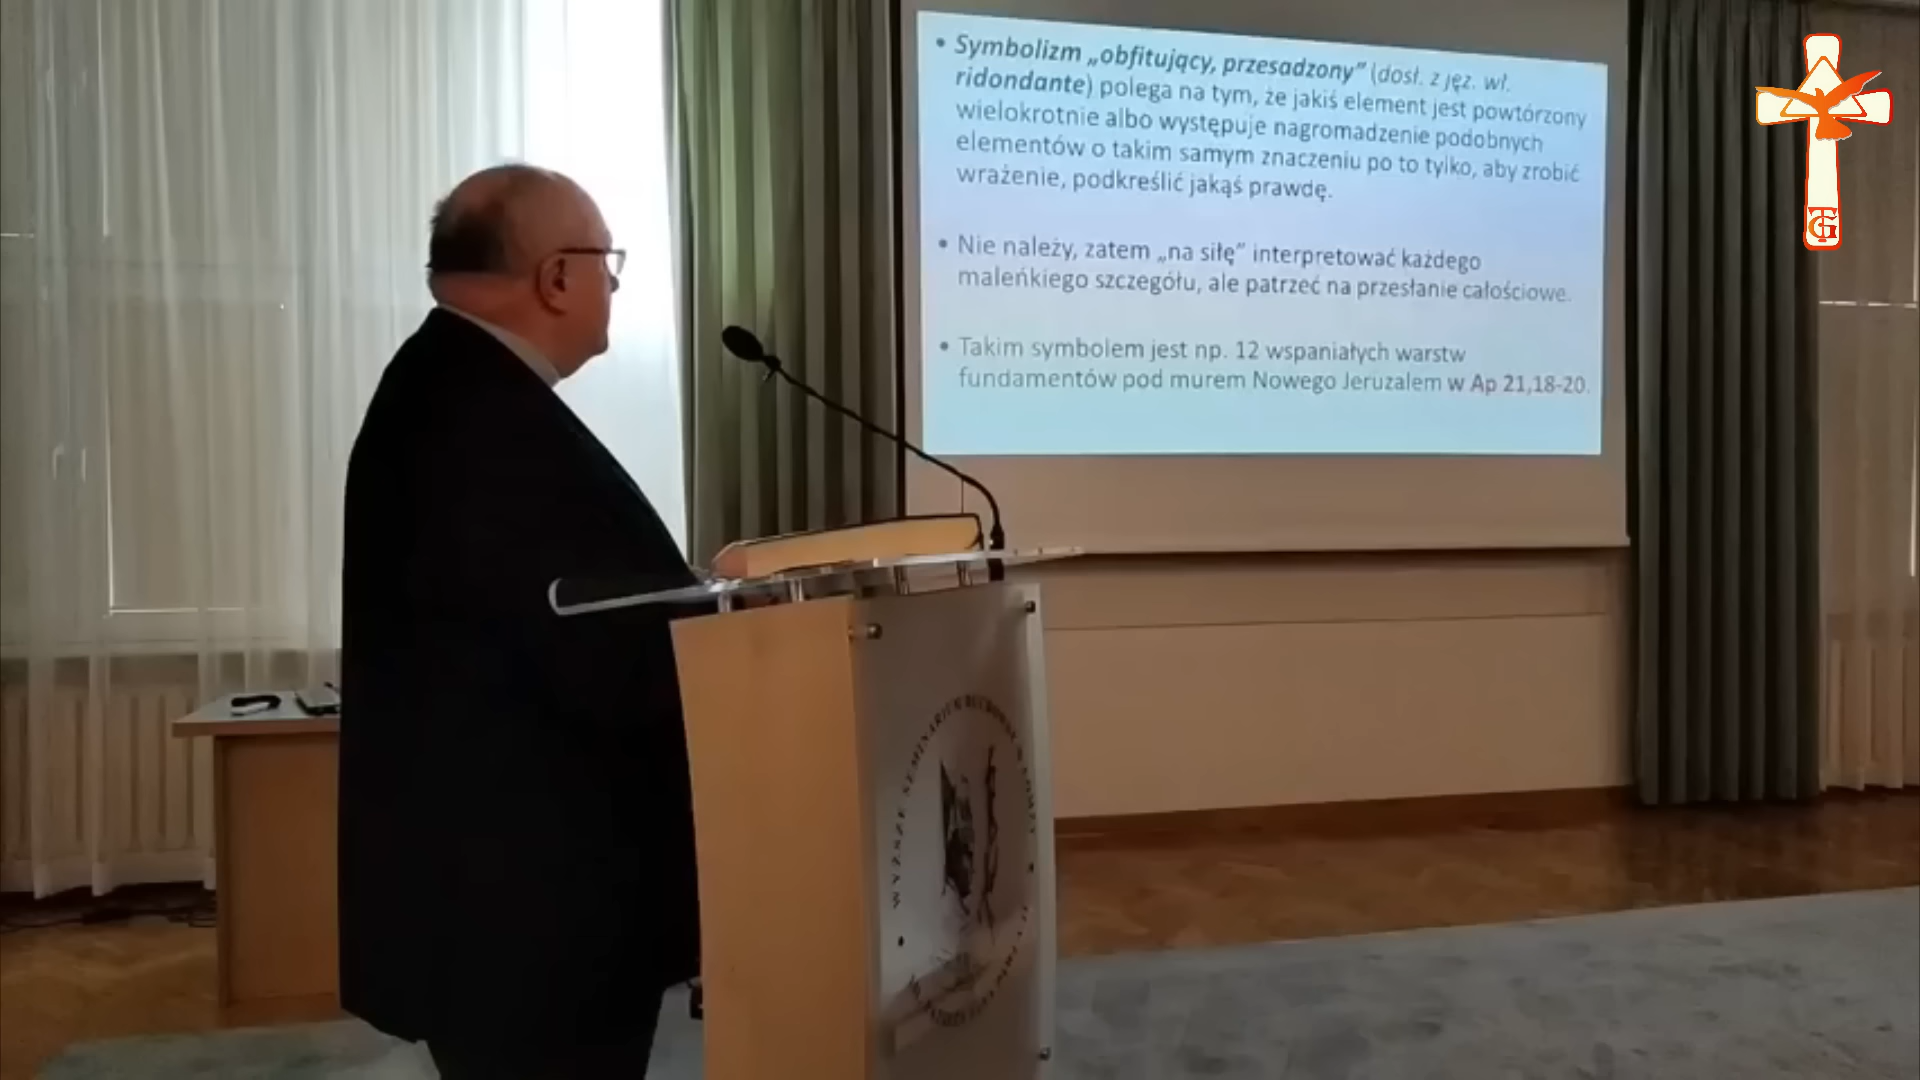 • Symbolizm „obfitujący, przesadzony” (dosł. z jęz. wł.
ridondante) polega na tym, że jakiś element jest powtórzony
wielokrotnie albo występuje nagromadzenie podobnych
elementów o takim samym znaczeniu po to tylko, aby zrobić
wrażenie, podkreślić jakąś prawdę.
• Nie należy, zatem „na siłę” interpretować każdego
maleńkiego szczegółu, ale patrzeć na przesłanie całościowe.
• Takim symbolem jest np. 12 wspaniałych warstw
fundamentów pod murem Nowego Jeruzalem w Ap 21,18-20.
WYŻSZE SEMINARIUM DUCHOWNE